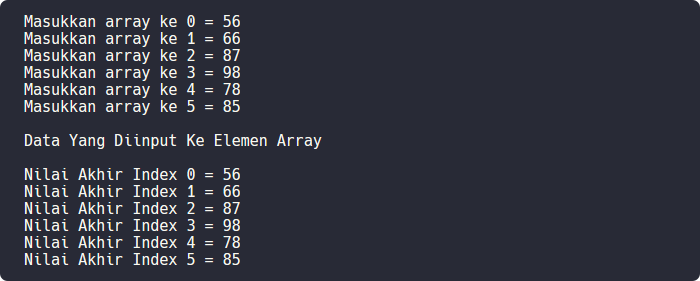 Masukkan array ke 0 = 56
Masukkan array ke 1 = 66
Masukkan array ke 2 = 87
Masukkan array ke 3 = 98
Masukkan array ke 4 = 78
Masukkan array ke 5 = 85
Data Yang Diinput Ke Elemen Array
Nilai Akhir Index 0 = 56
Nilai Akhir Index 1 = 66
Nilai Akhir Index 2 = 87
Nilai Akhir Index 3 = 98
Nilai Akhir Index 4 = 78
Nilai Akhir Index 5 = 85